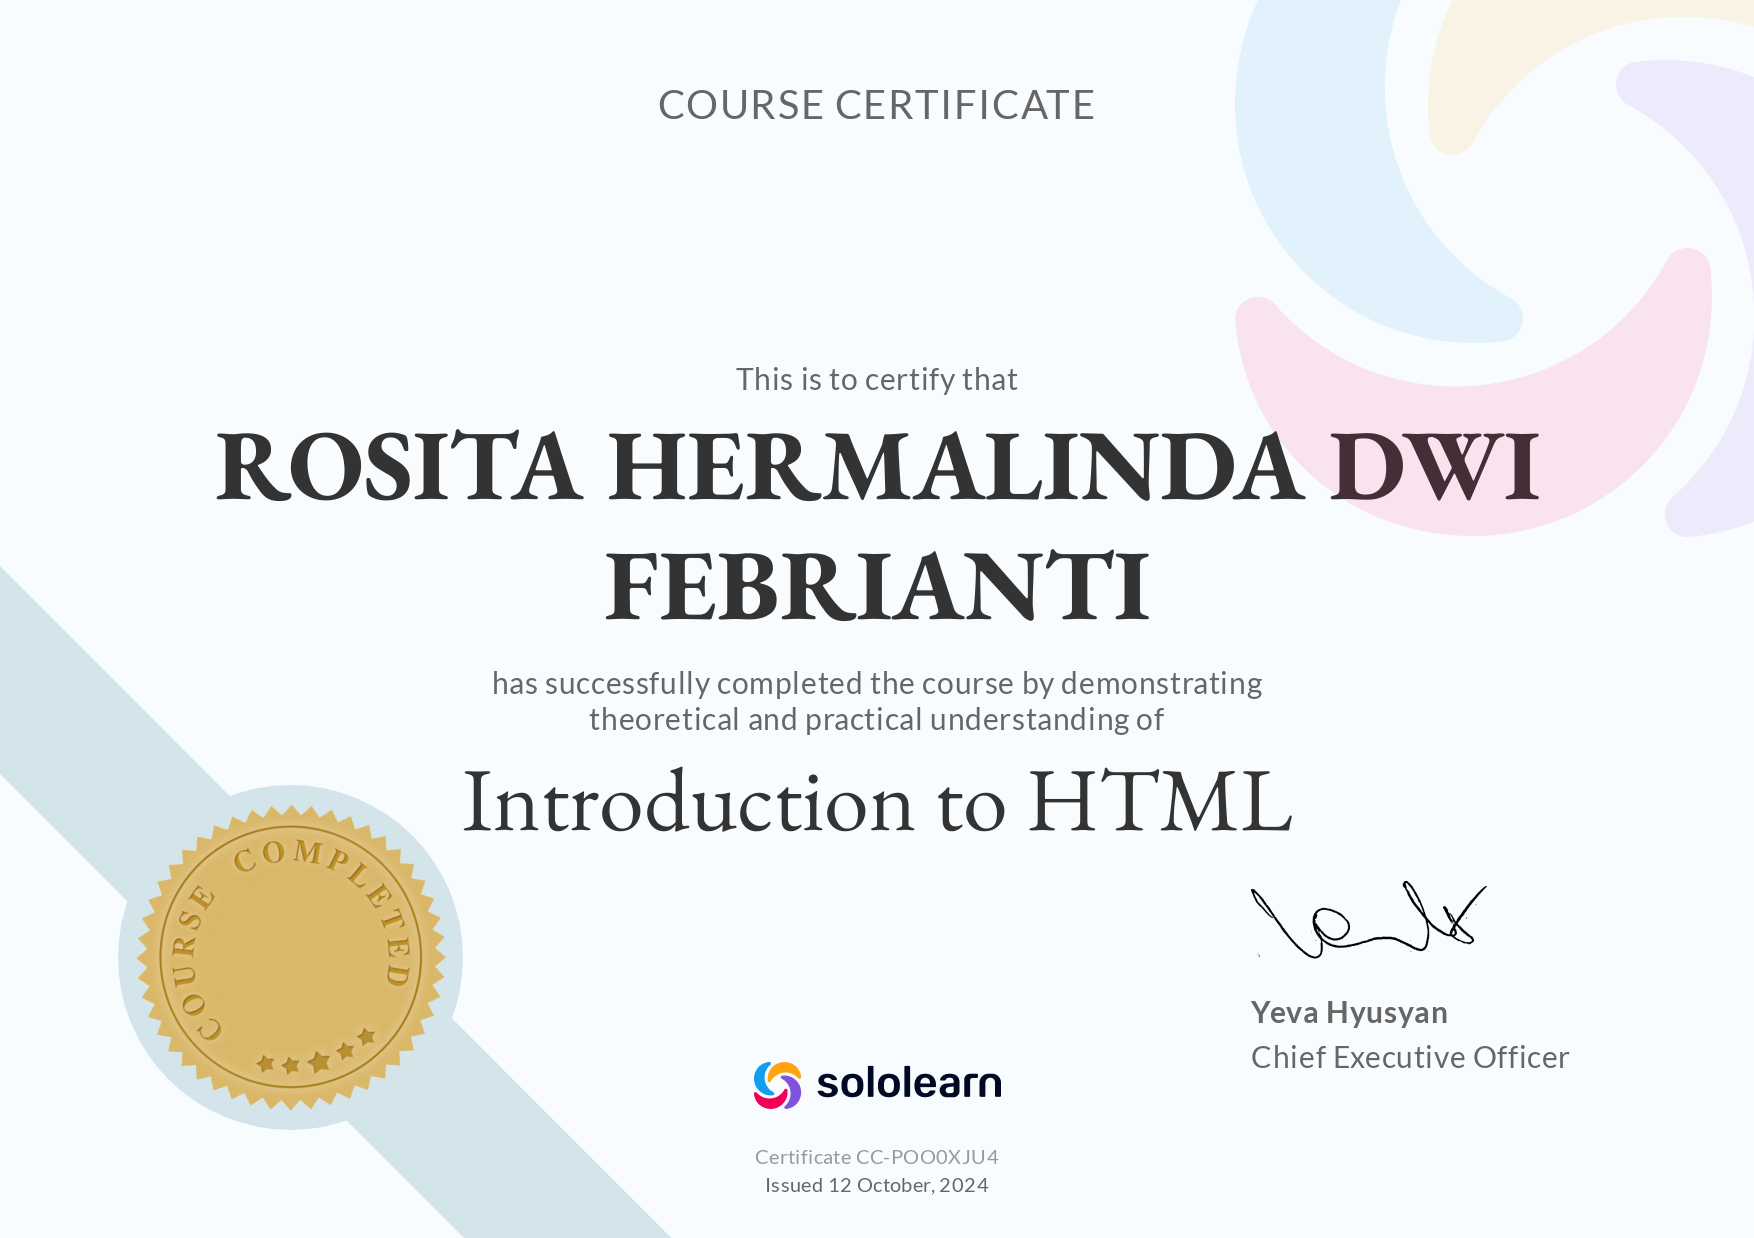 COURSE CERTIFICATE
This is to certify that
ROSITA HERMALINDA DWI
FEBRIANTI
has successfully completed the course by demonstrating
theoretical and practical understanding of
Introduction to HTML
COURSE COMPLETED
Yeva Hyusyan
Chief Executive Officer
sololearn
Certificate CC-POO0XJU4
Issued 12 October, 2024